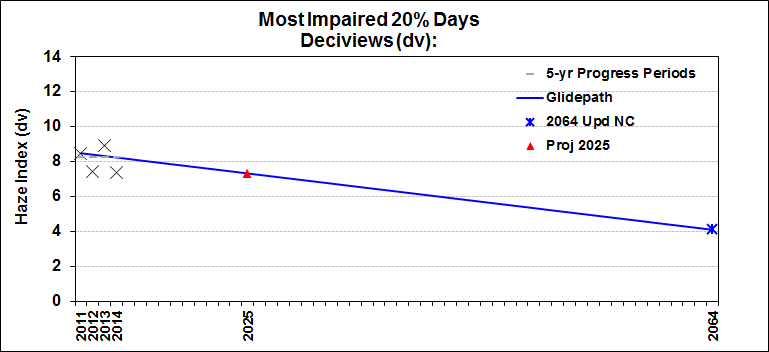 Most Impaired 20% Days
Deciviews (dv):
Haze Index (dv)
14
12
10
8
6
4
2
0
5-yr Progress Periods
Glidepath
2064 Upd NC
Proj 2025
2011
2012
2013
2014
2025
2064